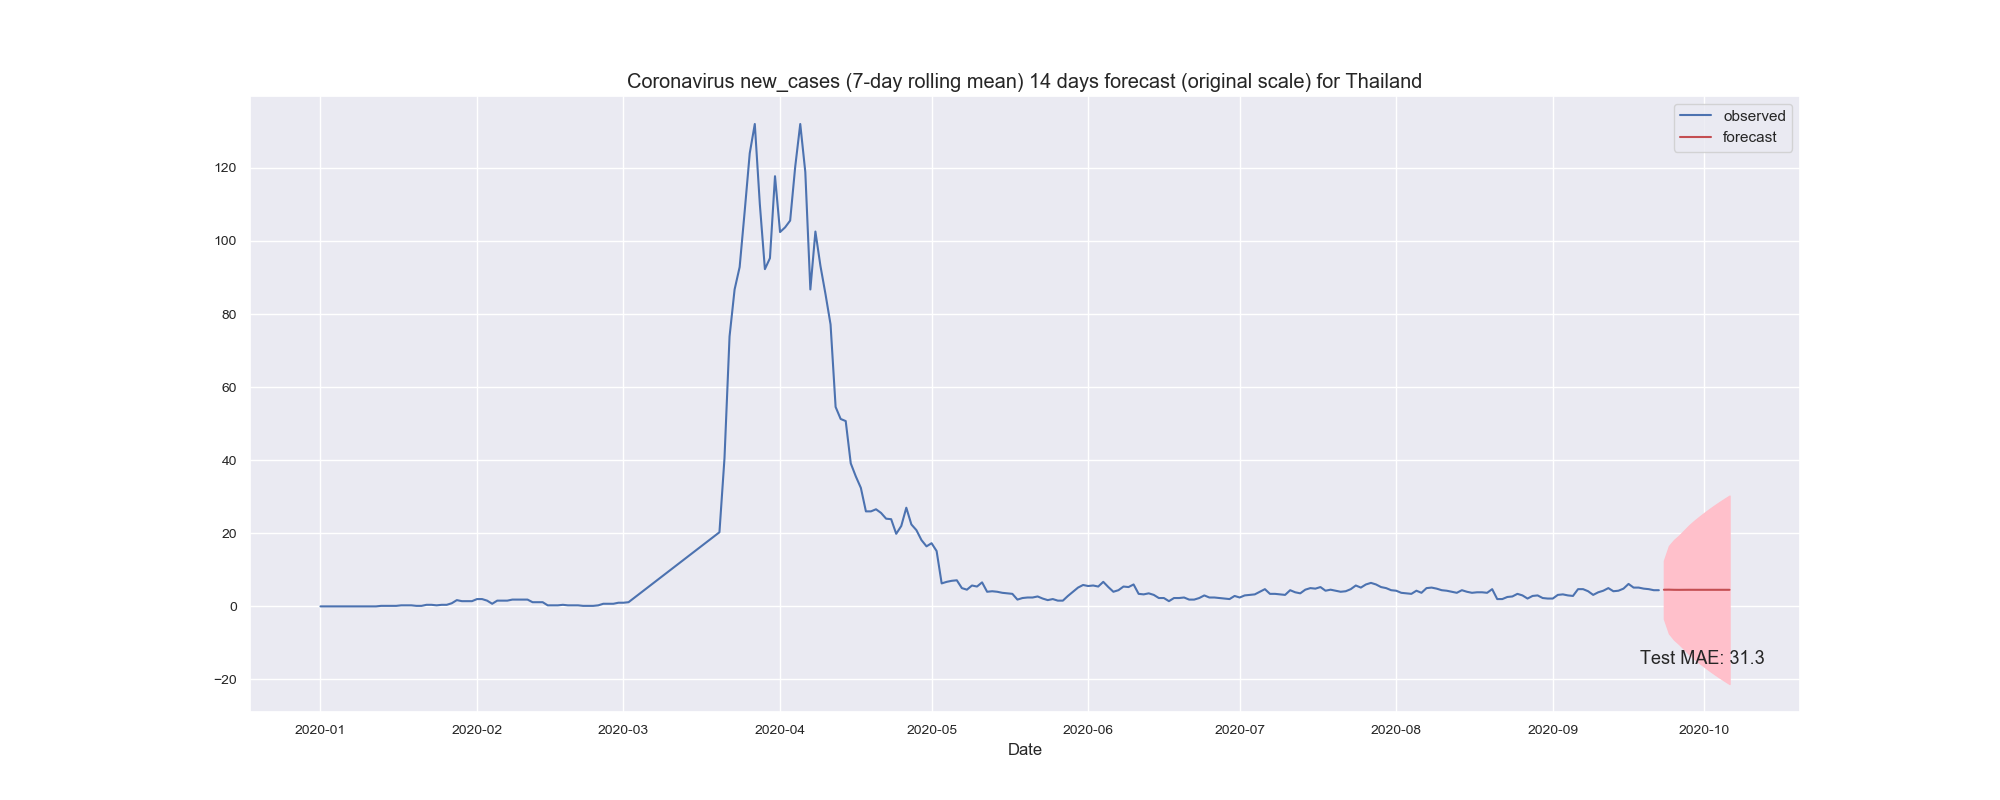 Coronavirus new_cases (7-day rolling mean) 14 days forecast (original scale) for Thailand
observed
forecast
120
100
80
60
40
20
0
−20
Test MAE: 31.3
2020-01 2020-02 2020-03 2020-04 2020-05 2020-06 2020-07 2020-08 2020-09 2020-10
Date